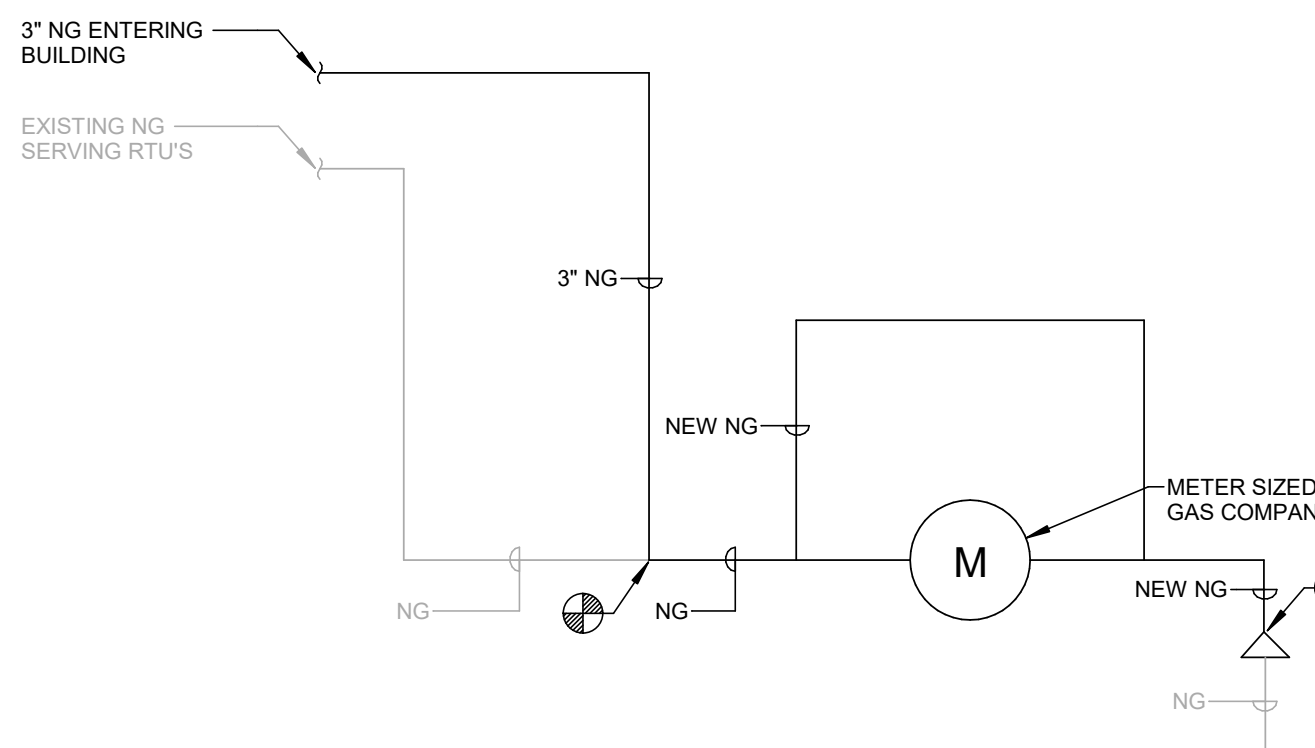 3" NG ENTERING
BUILDING
EXISTING NG
SERVING RTU'S
3" NG
NEW NG
METER SIZED
GAS COMPAN
M
NEW NG
NG
NG
NG